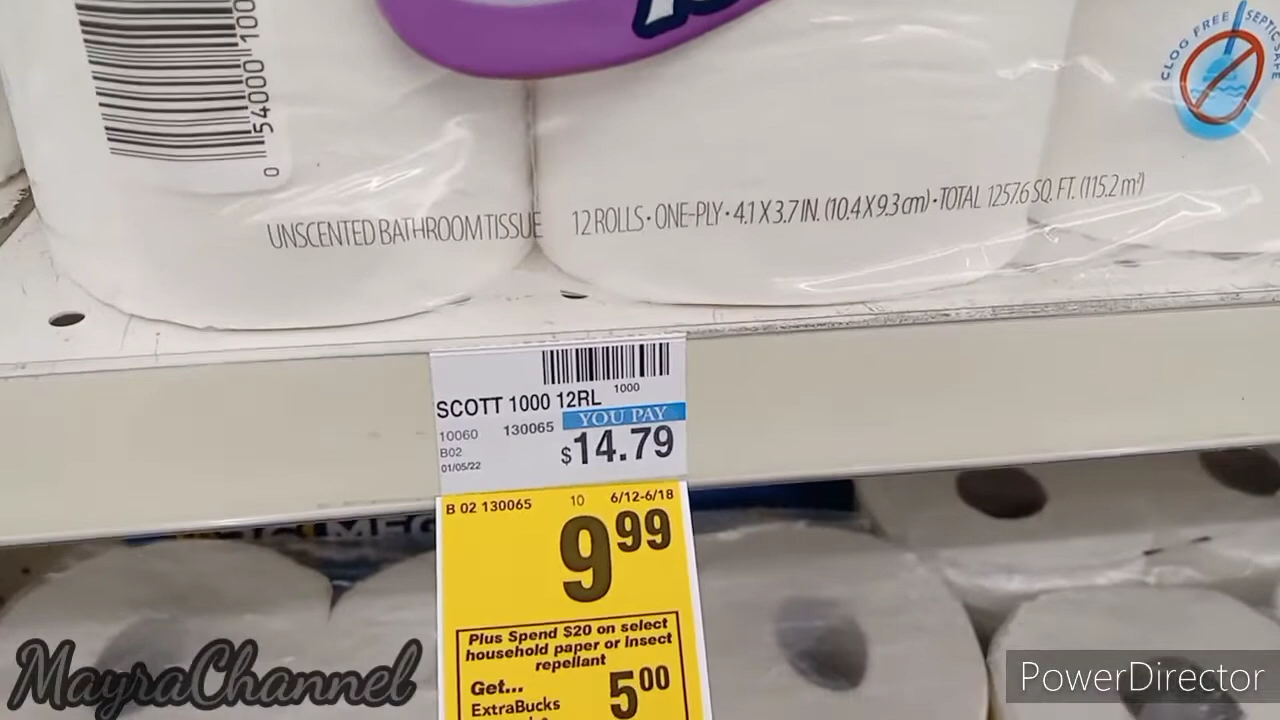 0 54000 100
CLOG FREE SEPTIC SAFE
UNSCENTED BATHROOM TISSUE 12 ROLLS • ONE-PLY • 4.1 X 3.7 IN. (10.4 X 9.3 cm) • TOTAL 1257.6 SQ. FT. (115.2 m²)
1000
SCOTT 1000 12RL
YOU PAY
10060 130065
$14.79
B02
01/05/22
B 02 130065 10 6/12-6/18
9 99
Plus Spend $20 on select
household paper or insect
repellant
Get... 5 00
ExtraBucks
MayraChannel
PowerDirector